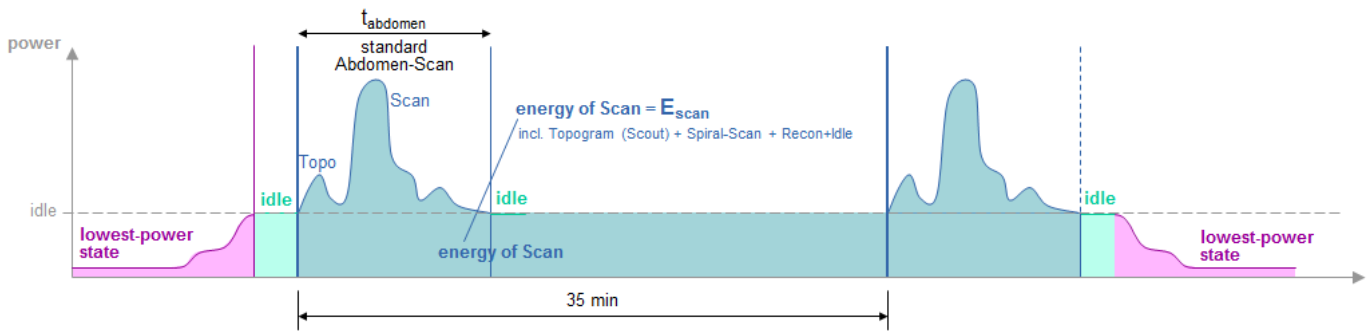 t_abdomen
power
standard
Abdomen-Scan
Scan
energy of Scan = E_scan
incl. Topogram (Scout) + Spiral-Scan + Recon+Idle
Topo
idle
idle
idle
idle
lowest-power
state
energy of Scan
lowest-power
state
35 min